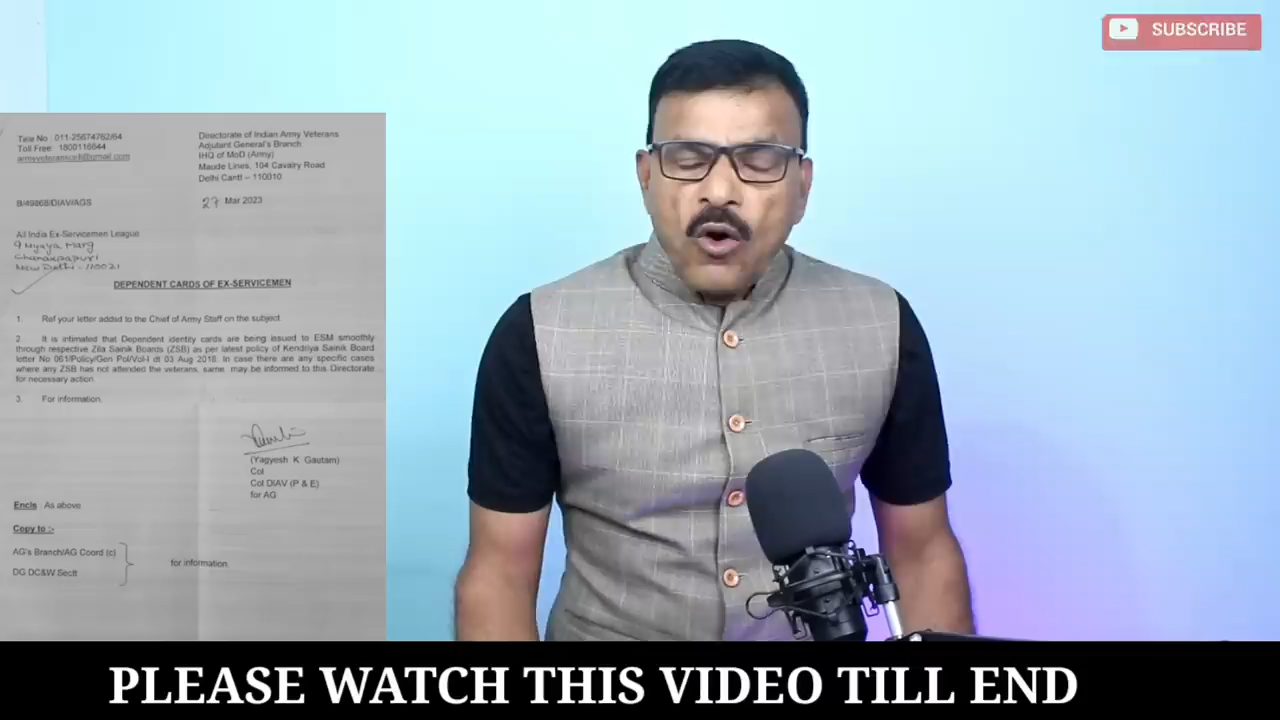 SUBSCRIBE
Tele No : 011-25674762/64
Toll Free : 1800116644
armyveteranscell@gmail.com
Directorate of Indian Army Veterans
Adjutant General's Branch
IHQ of MoD (Army)
Maude Lines, 104 Cavalry Road
Delhi Cantt – 110010
B/49868/DIAV/AGS
27 Mar 2023
All India Ex-Servicemen League
9 Nyaya Marg
Chanakyapuri
New Delhi - 110021
DEPENDENT CARDS OF EX-SERVICEMEN
1. Ref your letter added to the Chief of Army Staff on the subject.
2. It is intimated that Dependent identity cards are being issued to ESM smoothly
through respective Zila Sainik Boards (ZSB) as per latest policy of Kendriya Sainik Board
letter No 061/Policy/Gen Pol/Vol-I dt 03 Aug 2018. In case there are any specific cases
where any ZSB has not attended the veterans, same may be informed to this Directorate
for necessary action.
3. For information.
(Yagyesh K Gautam)
Col
Col DIAV (P & E)
for AG
Encls As above
Copy to :-
AG's Branch/AG Coord (c)
DG DC&W Sectt
for information.
PLEASE WATCH THIS VIDEO TILL END